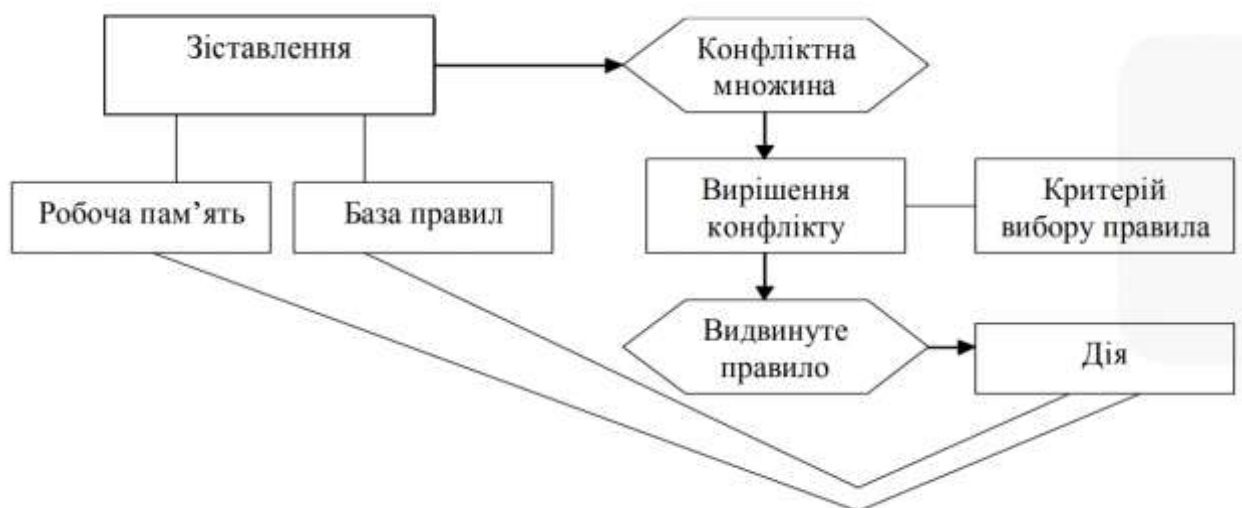 Зіставлення
Конфліктна
множина
Робоча пам’ять
База правил
Вирішення
конфлікту
Критерій
вибору правила
Видвинуте
правило
Дія